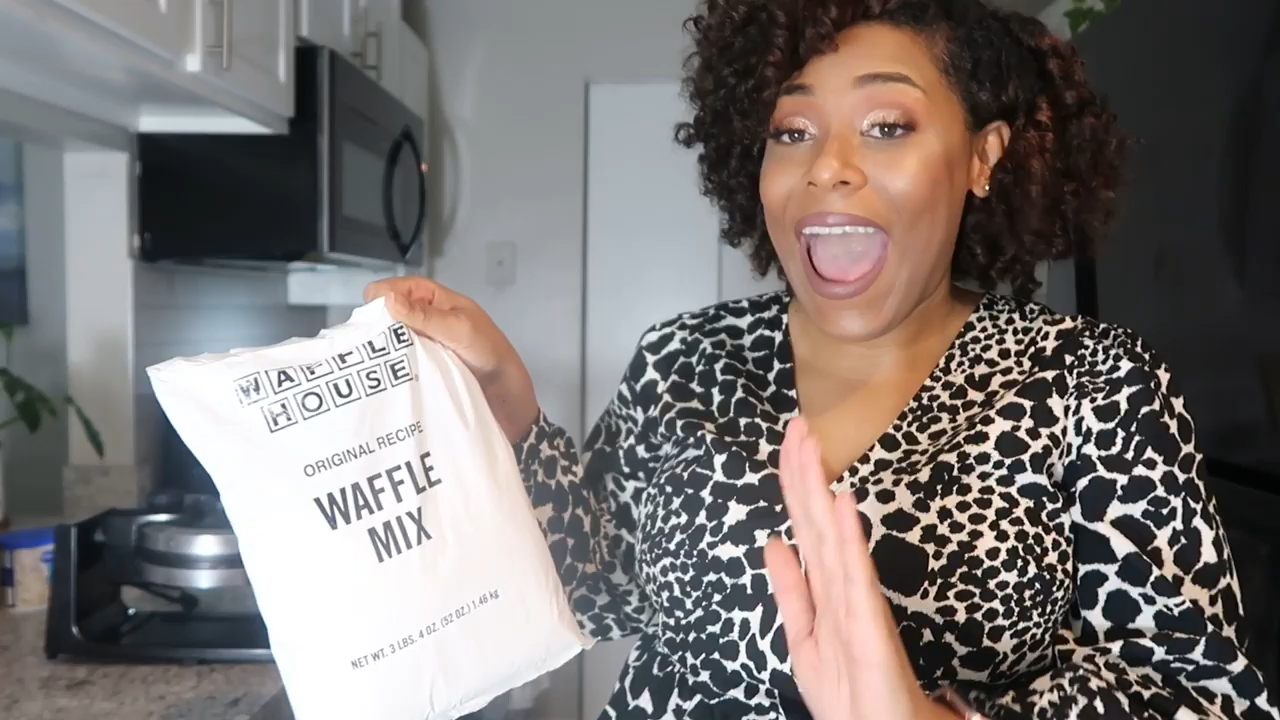 WAFFLE
HOUSE
ORIGINAL RECIPE
WAFFLE
MIX
NET WT. 3 LBS. 4 OZ. (52 OZ.) 1.46 kg